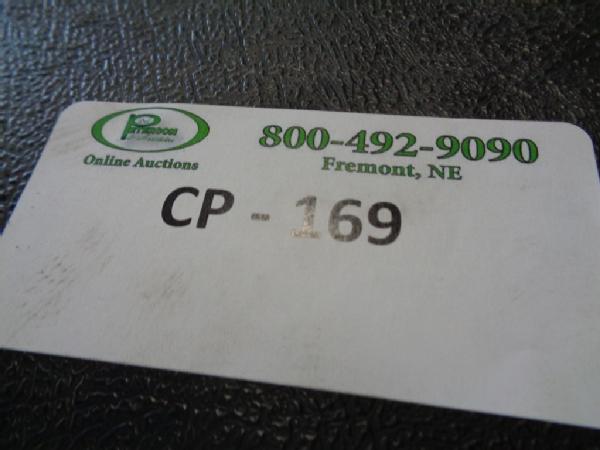 800-492-9090
Online Auctions
Fremont, NE
CP - 169